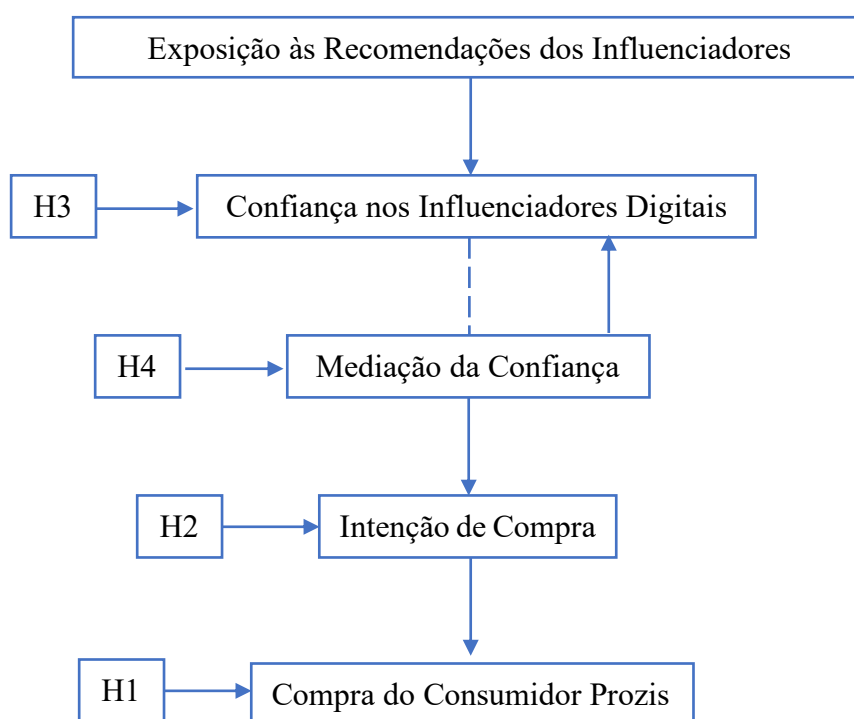 Exposição às Recomendações dos Influenciadores
H3
Confiança nos Influenciadores Digitais
H4
Mediação da Confiança
H2
Intenção de Compra
H1
Compra do Consumidor Prozis